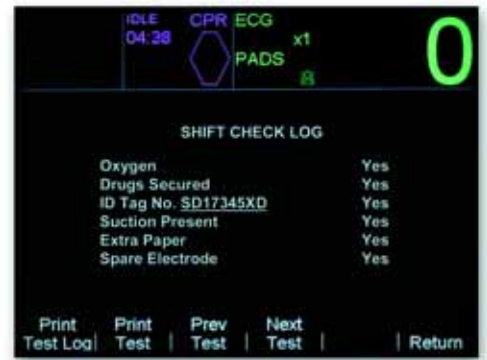 IDLE CPR ECG
04:38 x1
PADS
0
SHIFT CHECK LOG
Oxygen Yes
Drugs Secured Yes
ID Tag No. SD17345XD Yes
Suction Present Yes
Extra Paper Yes
Spare Electrode Yes
Print Test Log | Print Test | Prev Test | Next Test | | Return